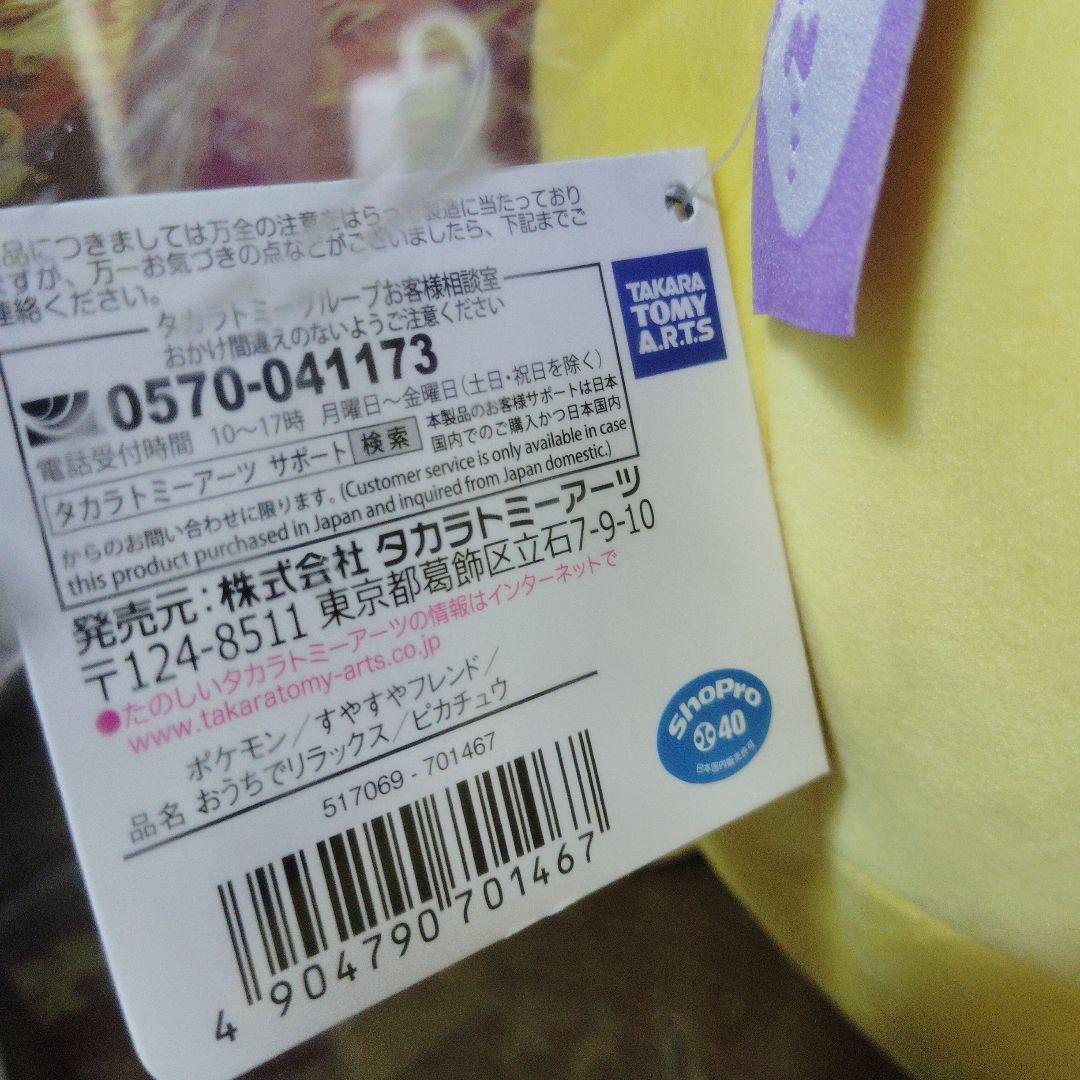 品につきましては万全の注意をはらって製造に当たっており
ますが、万一お気づきの点などがございましたら、下記までご
連絡ください。
タカラトミーグループお客様相談室
おかけ間違えのないようご注意ください
0570-041173
電話受付時間 10〜17時 月曜日〜金曜日(土日・祝日を除く)
タカラトミーアーツ サポート 検索
本製品のお客様サポートは日本
国内でのご購入かつ日本国内
からのお問い合わせに限ります。(Customer service is only available in case
this product purchased in Japan and inquired from Japan domestic.)
発売元:株式会社 タカラトミーアーツ
〒124-8511 東京都葛飾区立石7-9-10
●たのしいタカラトミーアーツの情報はインターネットで
www.takaratomy-arts.co.jp
ポケモン/すやすやフレンド/
品名 おうちでリラックス/ピカチュウ
517069-701467
4 904790 701467
TAKARA
TOMY
A.R.T.S
ShoPro
40
日本国内販売許可